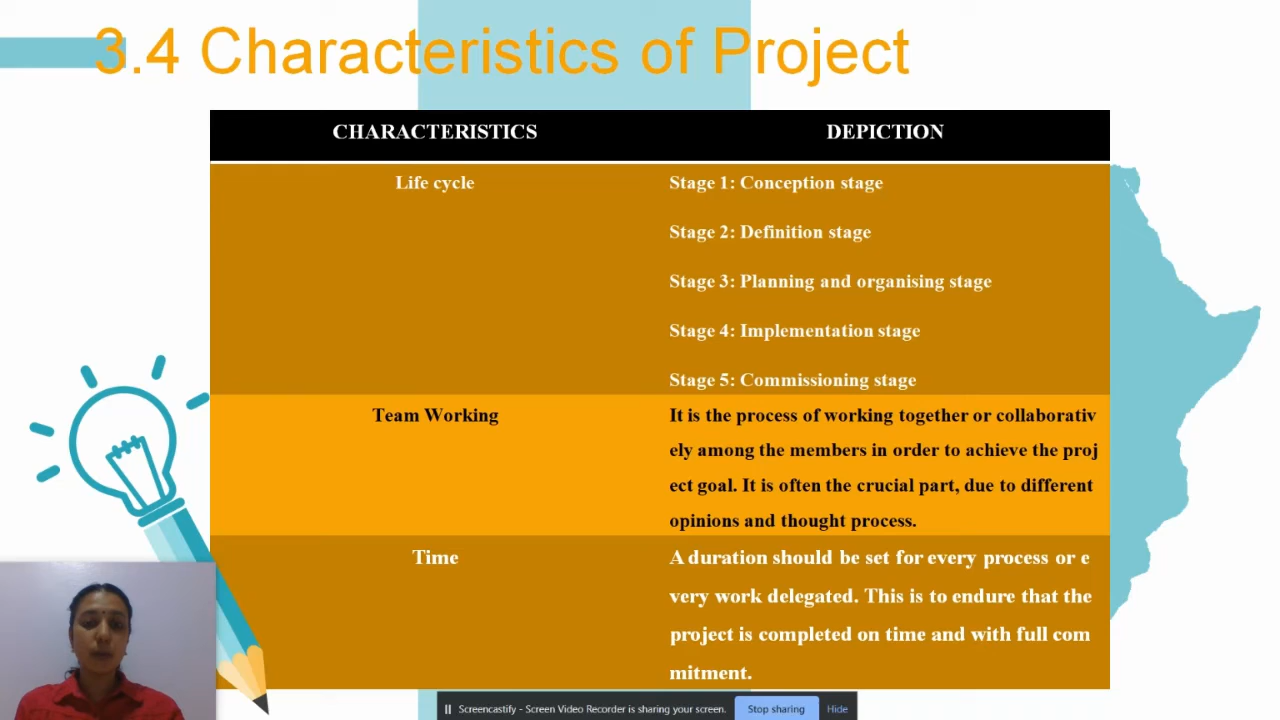 3.4 Characteristics of Project
CHARACTERISTICS
DEPICTION
Life cycle
Stage 1: Conception stage
Stage 2: Definition stage
Stage 3: Planning and organising stage
Stage 4: Implementation stage
Stage 5: Commissioning stage
Team Working
It is the process of working together or collaborativ
ely among the members in order to achieve the proj
ect goal. It is often the crucial part, due to different
opinions and thought process.
Time
A duration should be set for every process or e
very work delegated. This is to endure that the
project is completed on time and with full com
mitment.
Screencastify - Screen Video Recorder is sharing your screen.
Stop sharing
Hide